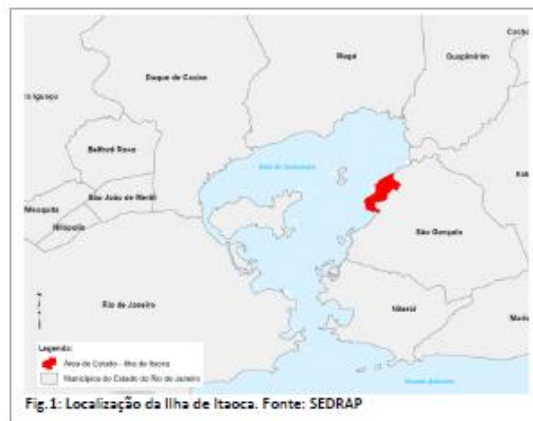 Magé
Guapimirim
Duque de Caxias
Belford Roxo
Baía de Guanabara
São João de Meriti
Mesquita
Nilópolis
São Gonçalo
Rio de Janeiro
Niterói
Legenda:
Área de Estudo - Ilha de Itaoca
Municípios do Estado do Rio de Janeiro
Oceano Atlântico
Fig.1: Localização da Ilha de Itaoca. Fonte: SEDRAP